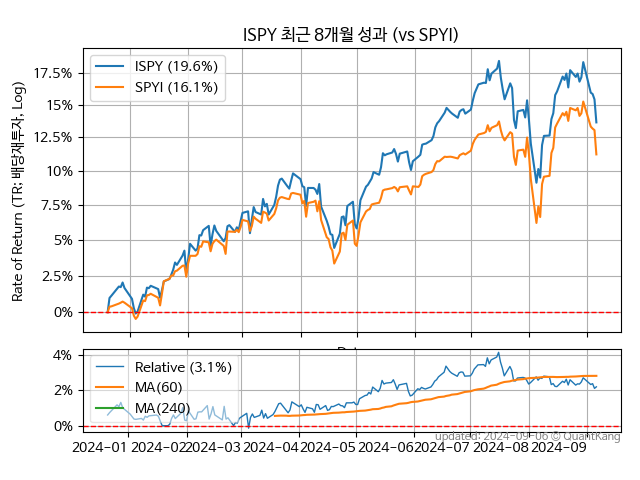 ISPY 최근 8개월 성과 (vs SPYI)
Rate of Return (TR: 배당재투자, Log)
ISPY (19.6%)
SPYI (16.1%)
17.5%
15%
12.5%
10%
7.5%
5%
2.5%
0%
4%
2%
0%
Relative (3.1%)
MA(60)
MA(240)
2024-01
2024-02
2024-03
2024-04
2024-05
2024-06
2024-07
2024-08
2024-09
updated: 2024-09-06 © QuantKang